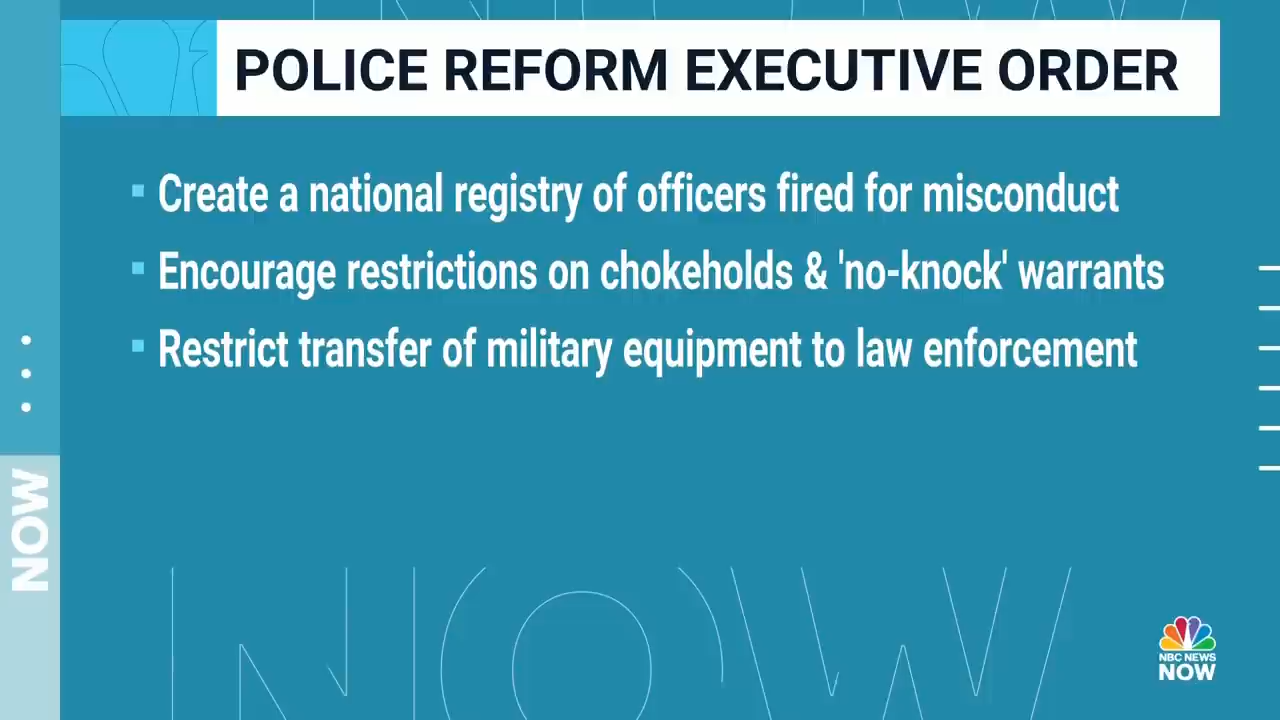 POLICE REFORM EXECUTIVE ORDER
Create a national registry of officers fired for misconduct
Encourage restrictions on chokeholds & 'no-knock' warrants
Restrict transfer of military equipment to law enforcement
NOW
NOW
NBC NEWS
NOW